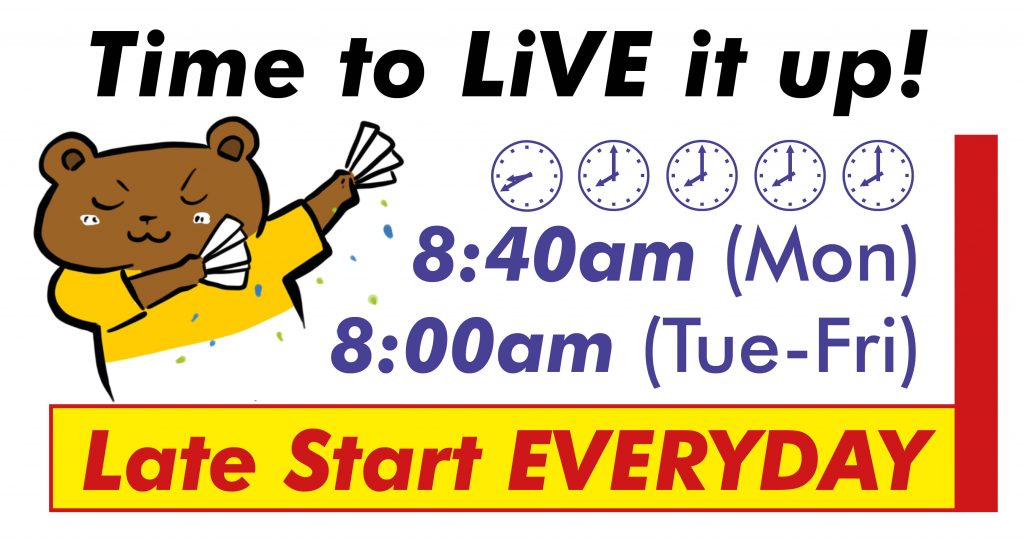 Time to LiVE it up!
8:40am (Mon)
8:00am (Tue-Fri)
Late Start EVERYDAY